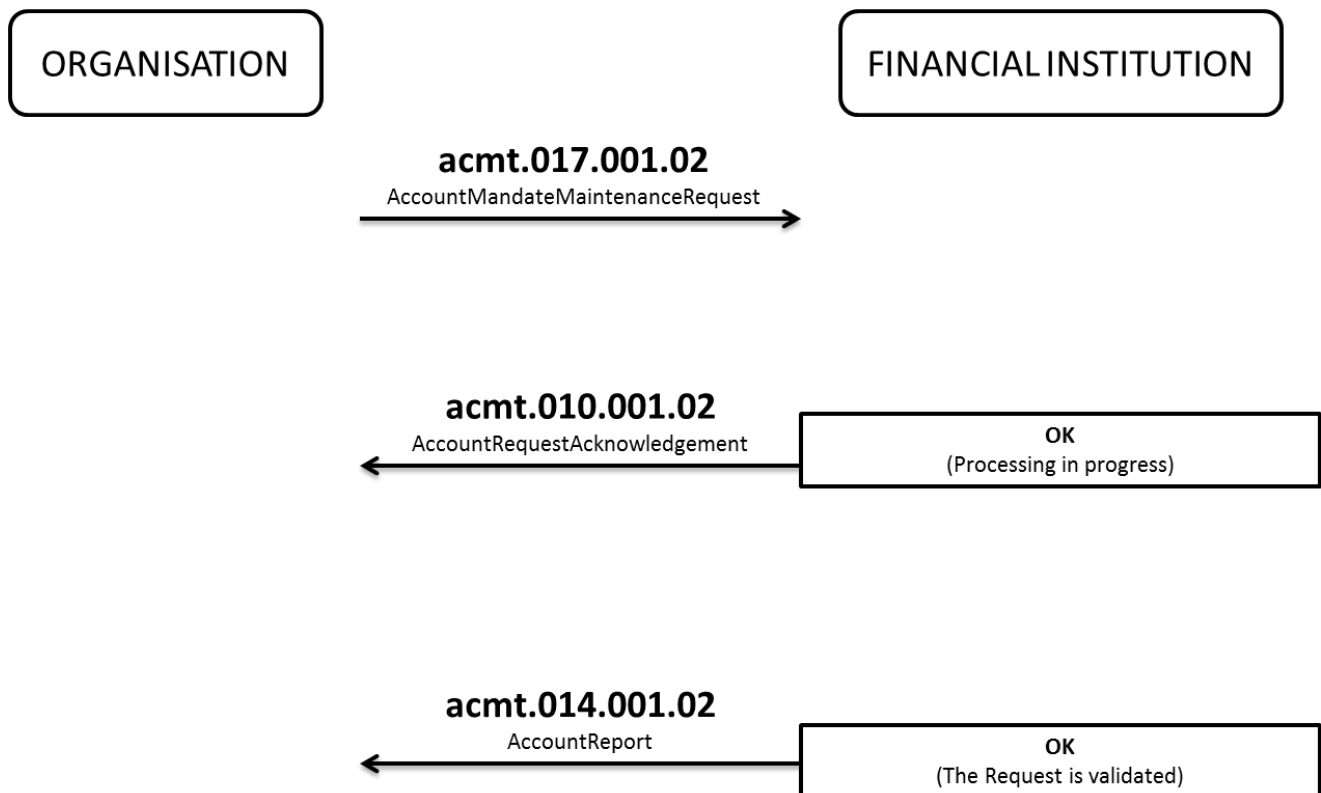 ORGANISATION
FINANCIAL INSTITUTION
acmt.017.001.02
AccountMandateMaintenanceRequest
acmt.010.001.02
AccountRequestAcknowledgement
OK
(Processing in progress)
acmt.014.001.02
AccountReport
OK
(The Request is validated)